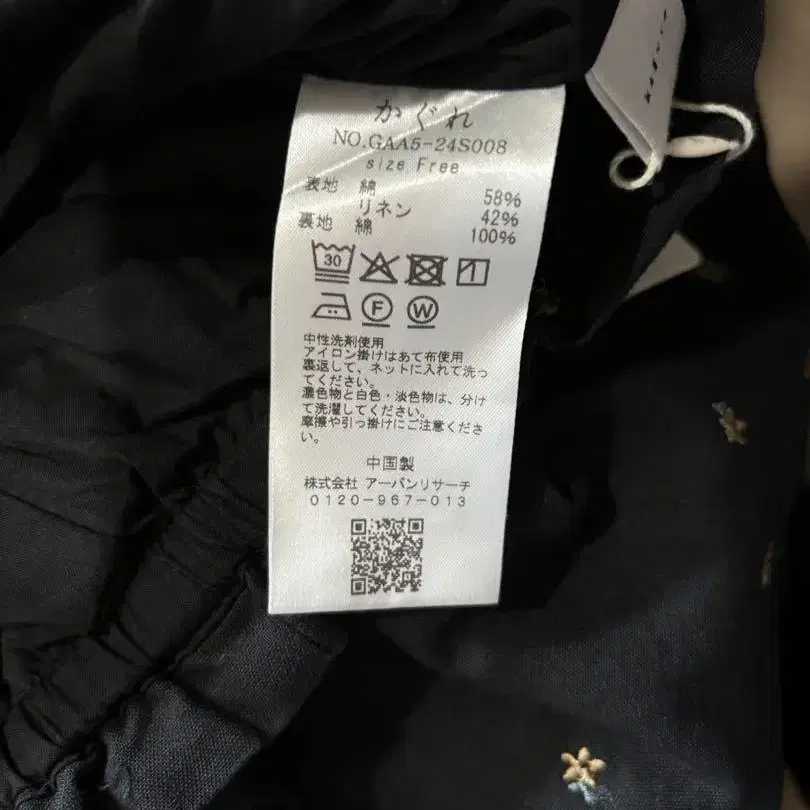 かぐれ
NO.GAA5-24S008
size Free
表地 綿 58%
リネン 42%
裏地 綿 100%
30
F W
中性洗剤使用
アイロン掛けはあて布使用
裏返して、ネットに入れて洗っ
てください。
濃色物と白色・淡色物は、分け
て洗濯してください。
摩擦や引っ掛けにご注意くださ
い。
中国製
株式会社 アーバンリサーチ
0120-967-013